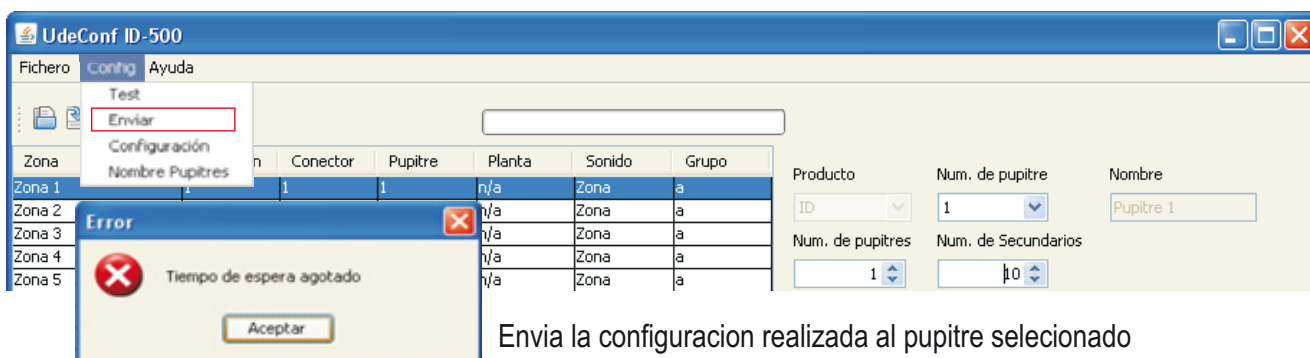 UdeConf ID-500
Fichero Config Ayuda
Test
Enviar
Configuración
Nombre Pupitres
Zona n Conector Pupitre Planta Sonido Grupo
Zona 1 1 1 1 n/a Zona a
Zona 2 n/a Zona a
Zona 3 n/a Zona a
Zona 4 n/a Zona a
Zona 5 n/a Zona a
Producto Num. de pupitre Nombre
ID 1 Pupitre 1
Num. de pupitres Num. de Secundarios
1 10
Error
Tiempo de espera agotado
Aceptar
Envia la configuracion realizada al pupitre selecionado